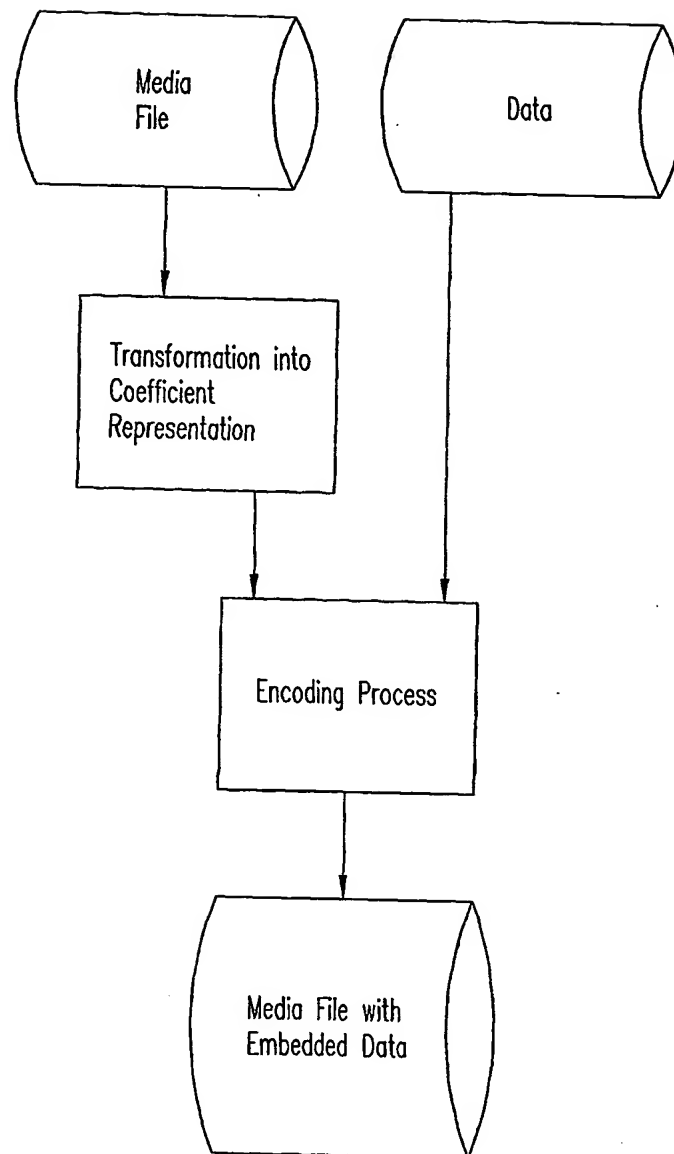 Media
File
Data
Transformation into
Coefficient
Representation
Encoding Process
Media File with
Embedded Data